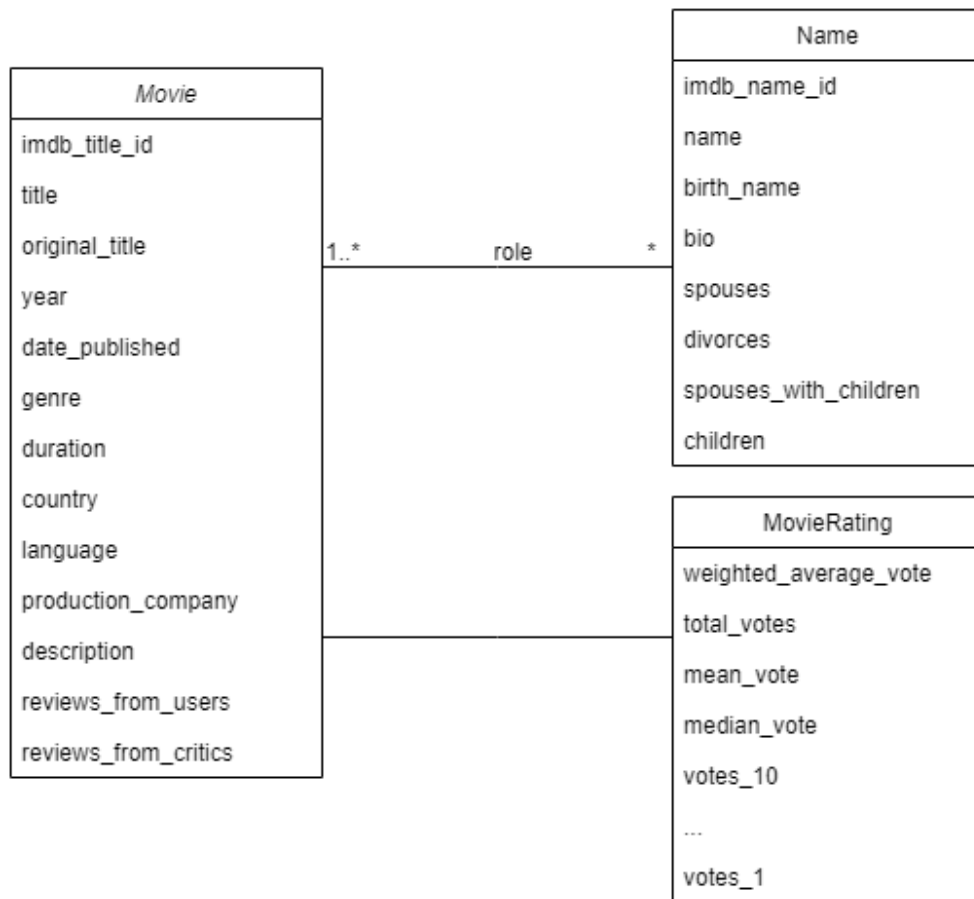 Movie
imdb_title_id
title
original_title
year
date_published
genre
duration
country
language
production_company
description
reviews_from_users
reviews_from_critics
1..*
role
*
Name
imdb_name_id
name
birth_name
bio
spouses
divorces
spouses_with_children
children
MovieRating
weighted_average_vote
total_votes
mean_vote
median_vote
votes_10
...
votes_1